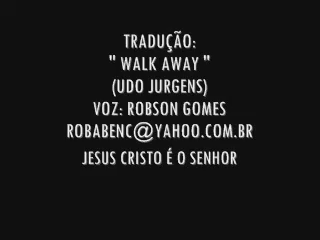 TRADUÇÃO:
" WALK AWAY "
(UDO JURGENS)
VOZ: ROBSON GOMES
ROBABENC@YAHOO.COM.BR
JESUS CRISTO É O SENHOR